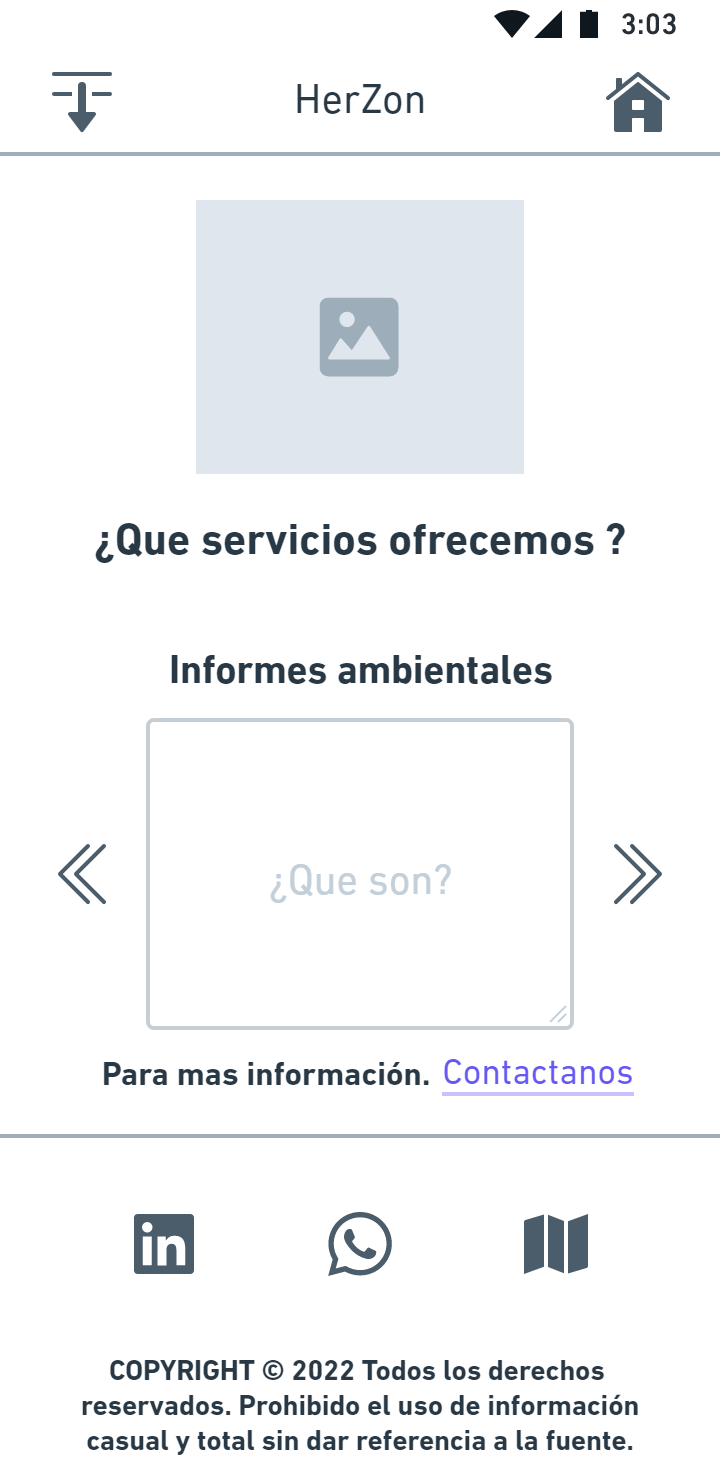 3:03
HerZon
¿Que servicios ofrecemos ?
Informes ambientales
¿Que son?
Para mas información. Contactanos
in
COPYRIGHT © 2022 Todos los derechos
reservados. Prohibido el uso de información
casual y total sin dar referencia a la fuente.